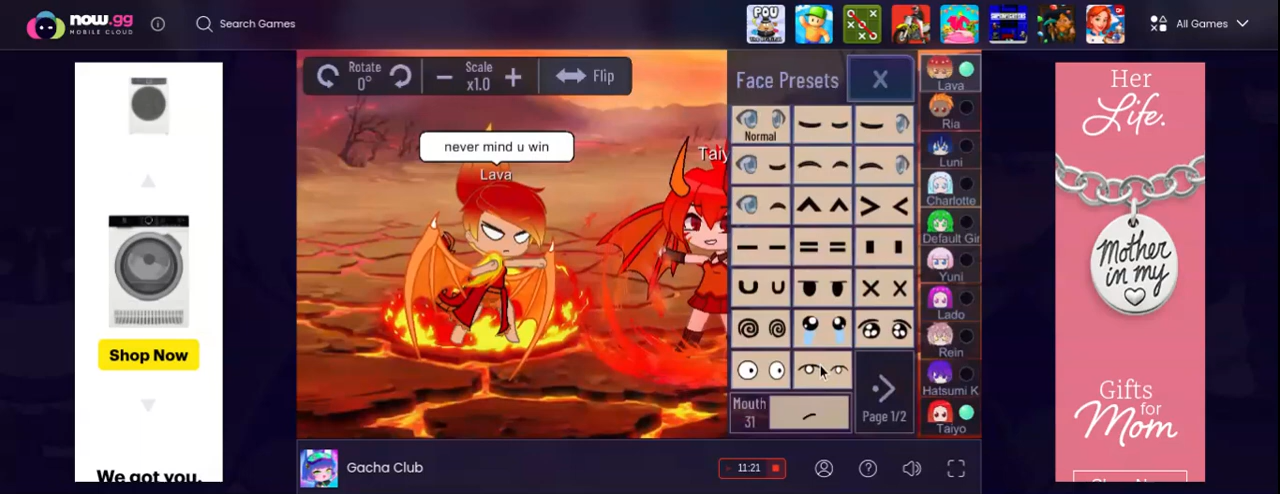 now.gg
MOBILE CLOUD
Search Games
All Games
Shop Now
We got you.
Rotate
0°
Scale
x1.0
Flip
never mind u win
Lava
Taiy
Face Presets
X
Normal
Mouth
31
Page 1/2
Lava
Ria
Luni
Charlotte
Default Gir
Yuni
Lado
Rein
Hatsumi K
Taiyo
Gacha Club
11:21
Her
Life.
Mother
in my
Gifts
for
Mom